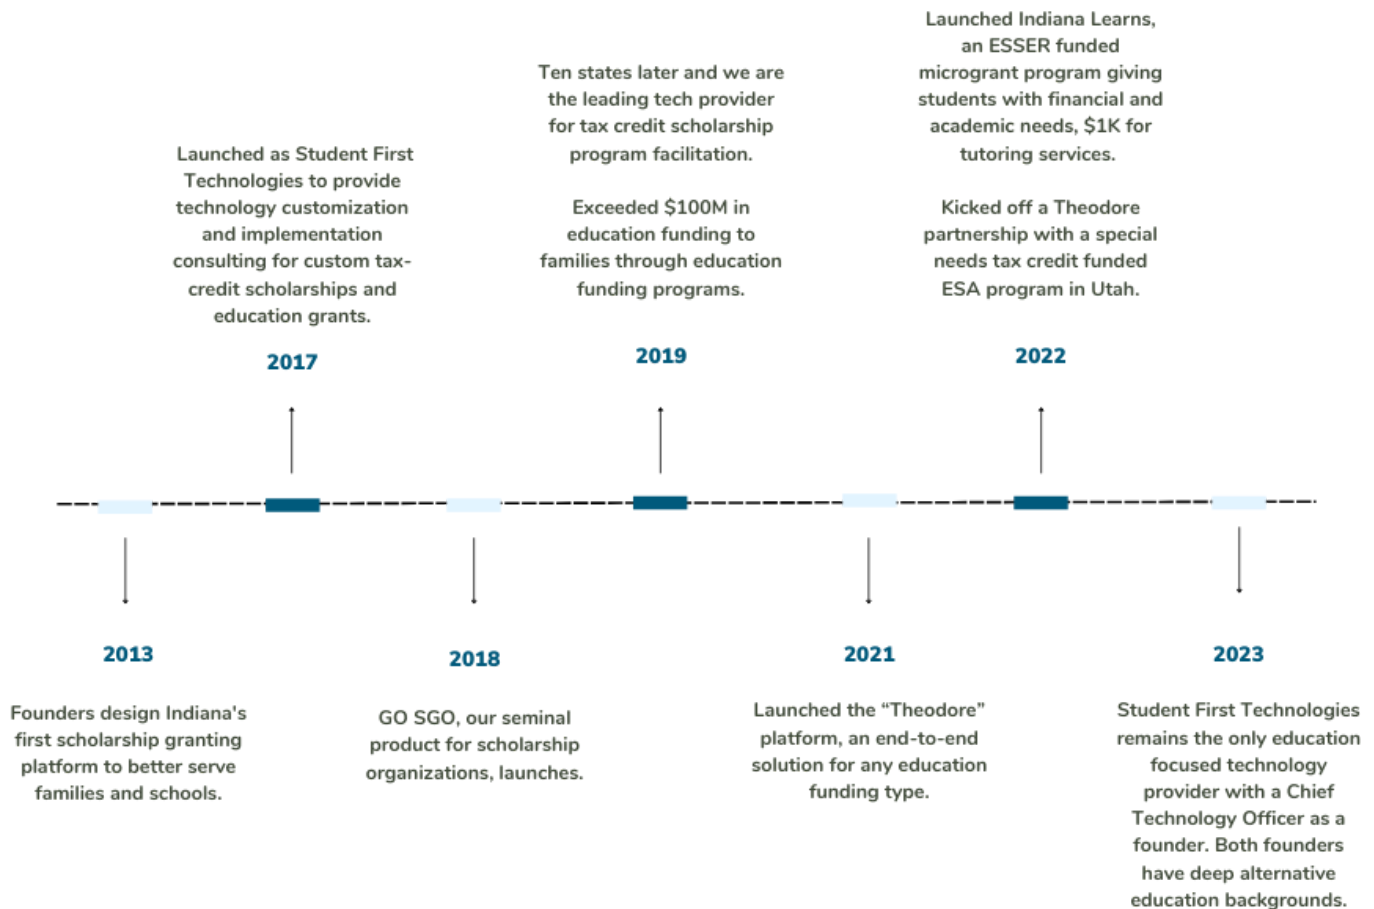 Launched as Student First
Technologies to provide
technology customization
and implementation
consulting for custom tax-
credit scholarships and
education grants.
2017
Ten states later and we are
the leading tech provider
for tax credit scholarship
program facilitation.
Exceeded $100M in
education funding to
families through education
funding programs.
2019
Launched Indiana Learns,
an ESSER funded
microgrant program giving
students with financial and
academic needs, $1K for
tutoring services.
Kicked off a Theodore
partnership with a special
needs tax credit funded
ESA program in Utah.
2022
2013
Founders design Indiana's
first scholarship granting
platform to better serve
families and schools.
2018
GO SGO, our seminal
product for scholarship
organizations, launches.
2021
Launched the “Theodore”
platform, an end-to-end
solution for any education
funding type.
2023
Student First Technologies
remains the only education
focused technology
provider with a Chief
Technology Officer as a
founder. Both founders
have deep alternative
education backgrounds.